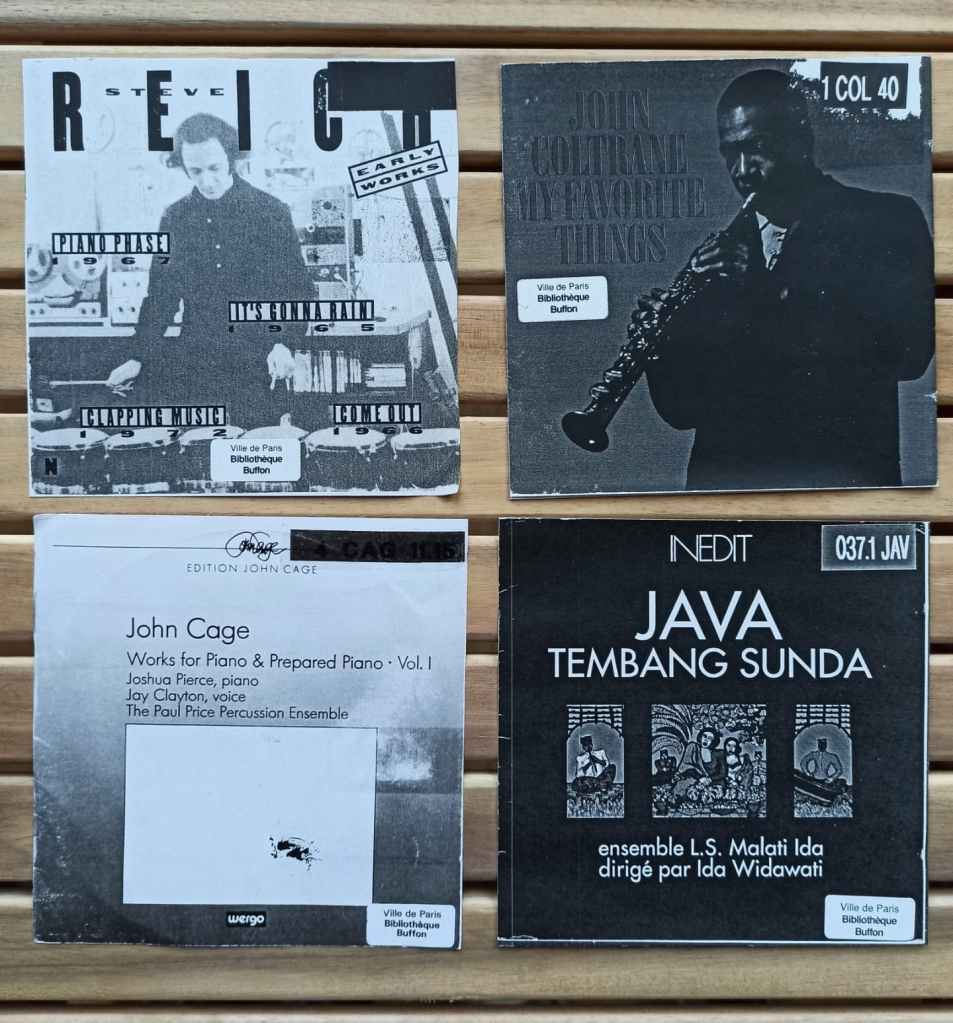 STEVE
REICH
EARLY
WORKS
PIANO PHASE
1967
IT'S GONNA RAIN
1965
CLAPPING MUSIC
1972
COME OUT
1966
N
Ville de Paris
Bibliothèque
Buffon
1 COL 40
JOHN
COLTRANE
MY FAVORITE
THINGS
Ville de Paris
Bibliothèque
Buffon
4 CAG 11.15
EDITION JOHN CAGE
John Cage
Works for Piano & Prepared Piano · Vol. I
Joshua Pierce, piano
Jay Clayton, voice
The Paul Price Percussion Ensemble
wergo
Ville de Paris
Bibliothèque
Buffon
INEDIT
037.1 JAV
JAVA
TEMBANG SUNDA
ensemble L.S. Malati Ida
dirigé par Ida Widawati
Ville de Paris
Bibliothèque
Buffon